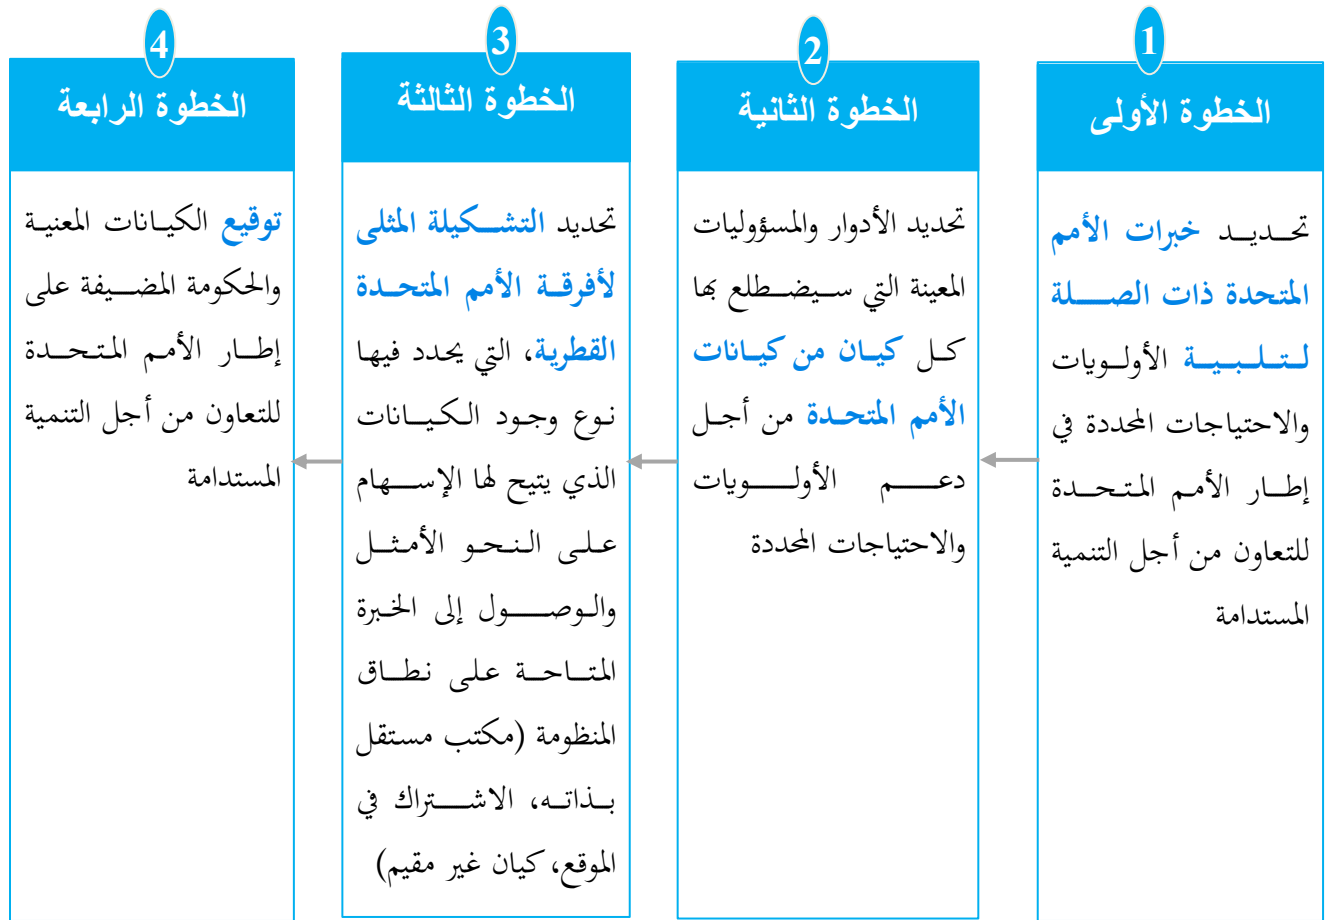 1
الخطوة الأولى
تحديد خبرات الأمم
المتحدة ذات الصلة
لتلبية الأولويات
والاحتياجات المحددة في
إطار الأمم المتحدة
للتعاون من أجل التنمية
المستدامة
2
الخطوة الثانية
تحديد الأدوار والمسؤوليات
المعينة التي سيضطلع بها
كل كيان من كيانات
الأمم المتحدة من أجل
دعم الأولويات
والاحتياجات المحددة
3
الخطوة الثالثة
تحديد التشكيلة المثلى
لأفرقة الأمم المتحدة
القطرية، التي يحدد فيها
نوع وجود الكيانات
الذي يتيح لها الإسهام
على النحو الأمثل
والوصول إلى الخبرة
المتاحة على نطاق
المنظومة (مكتب مستقل
بذاته، الاشتراك في
الموقع، كيان غير مقيم)
4
الخطوة الرابعة
توقيع الكيانات المعنية
والحكومة المضيفة على
إطار الأمم المتحدة
للتعاون من أجل التنمية
المستدامة